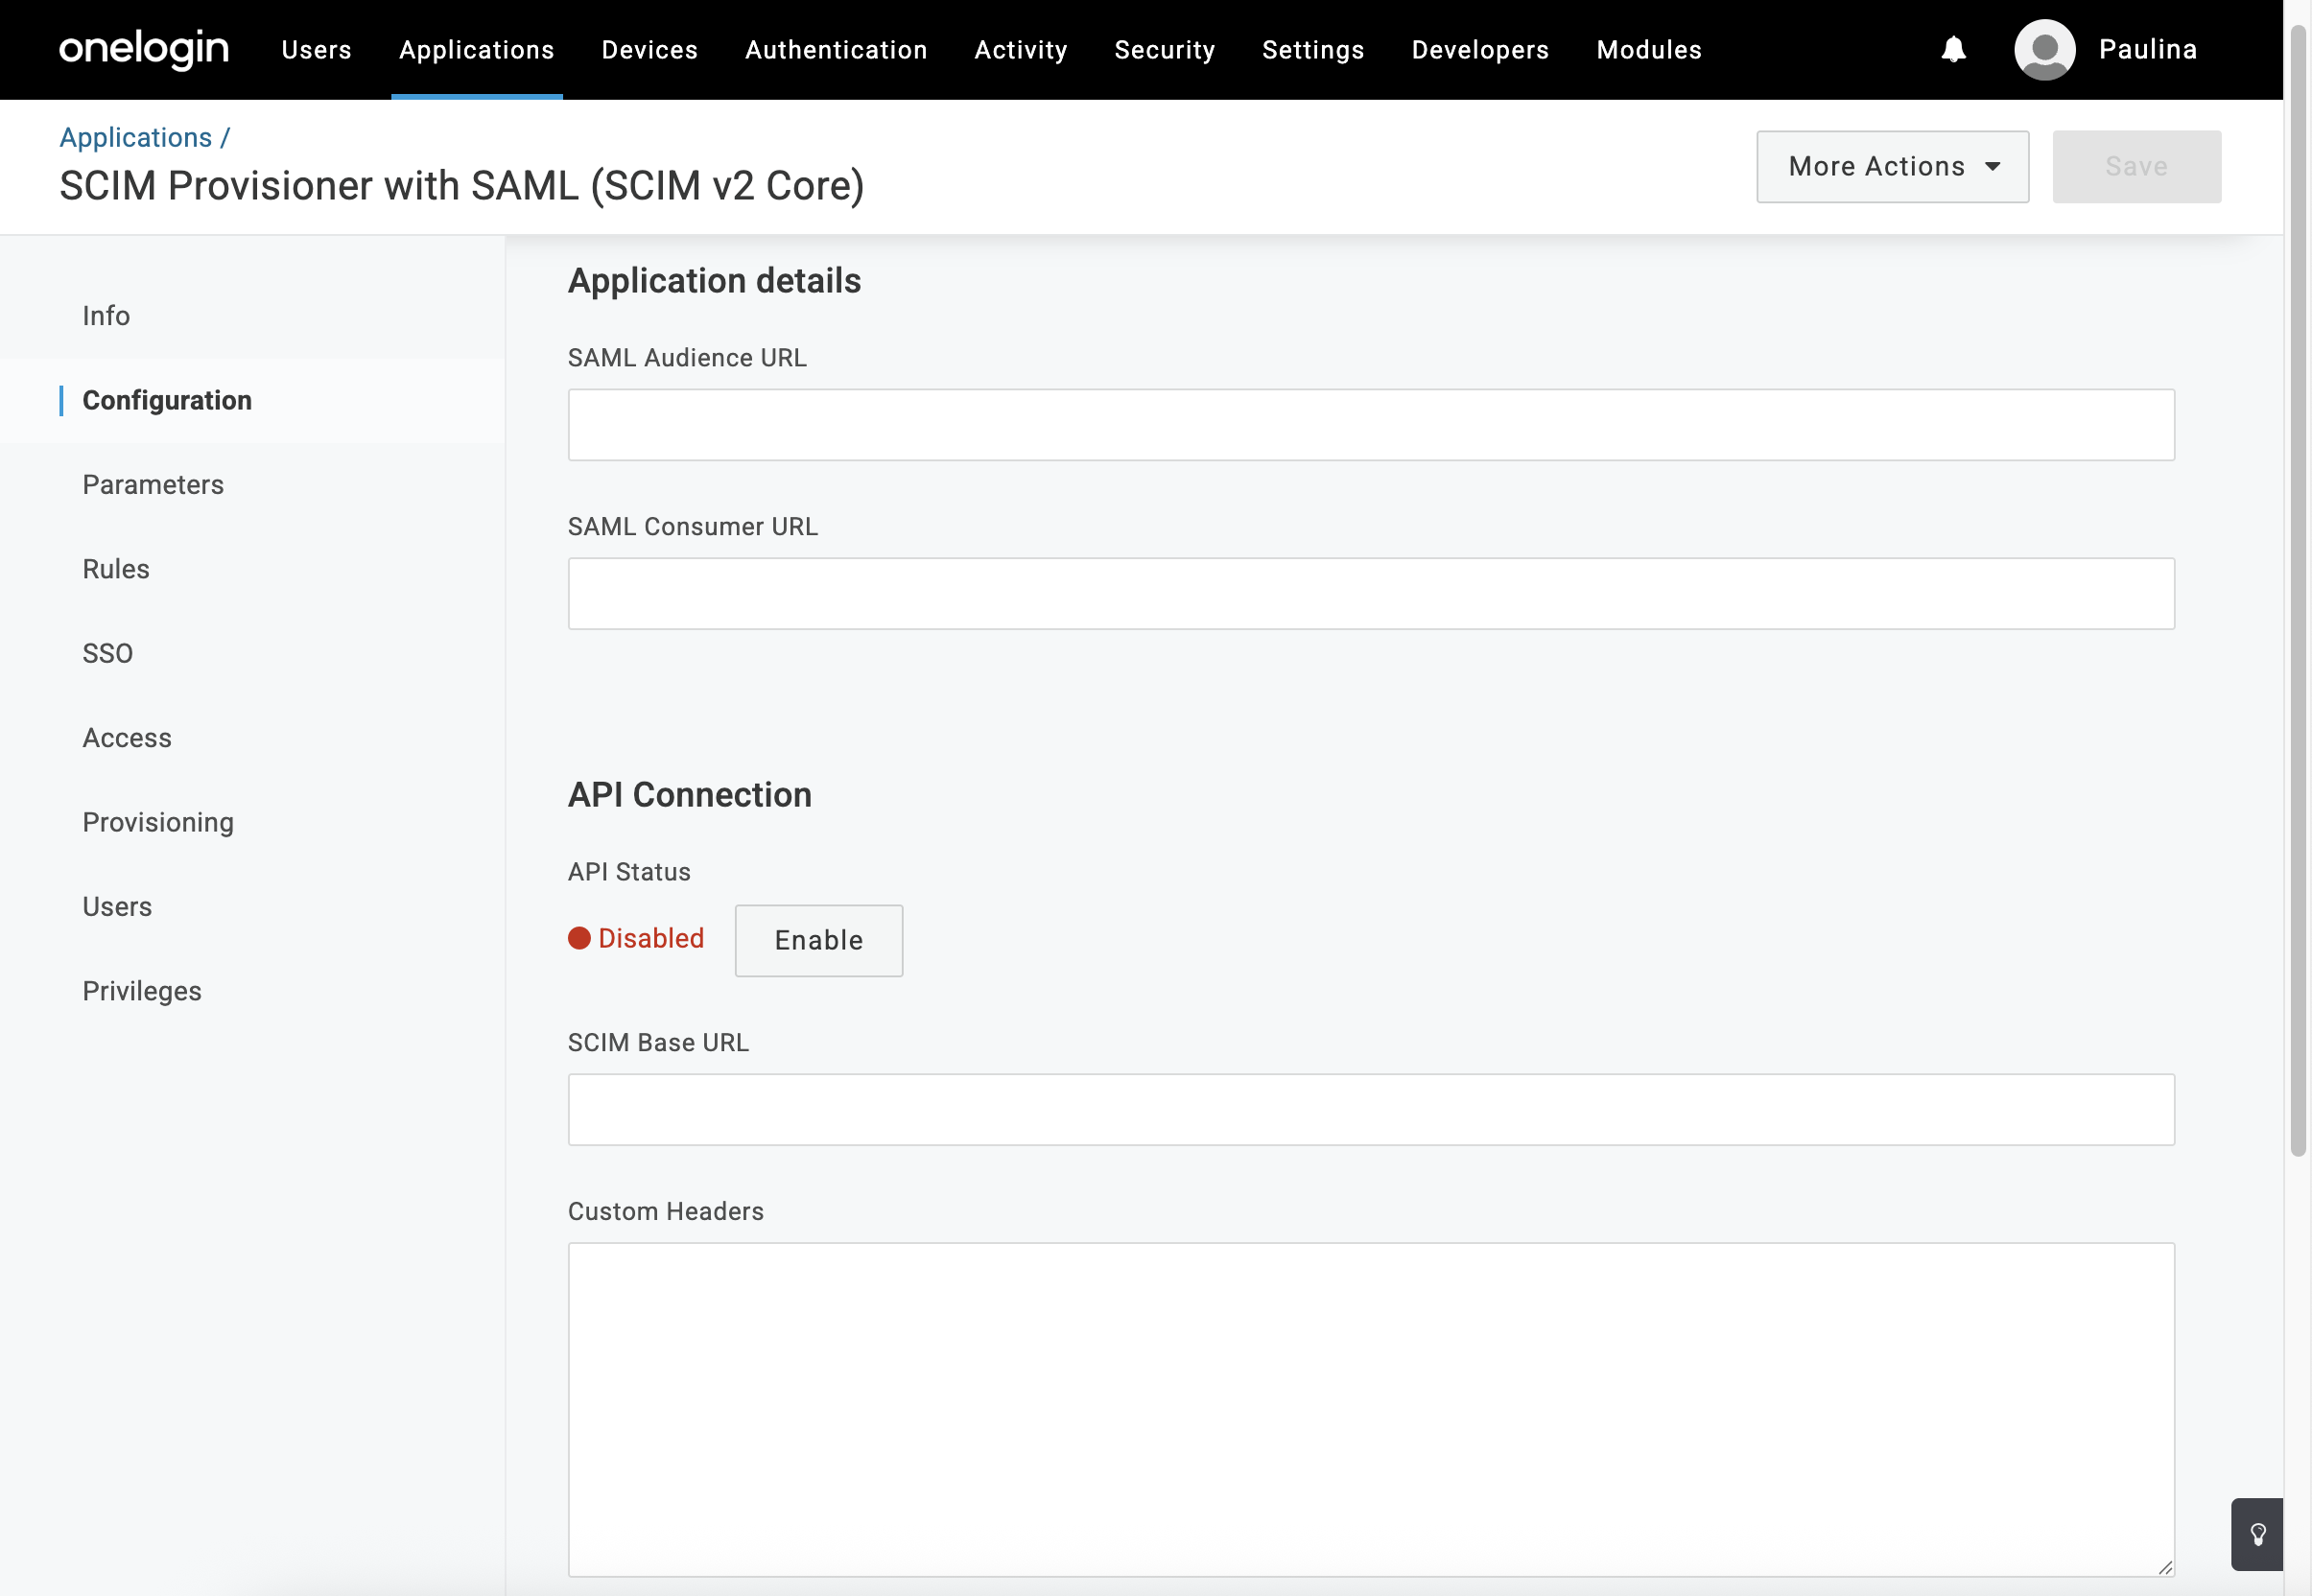 onelogin Users Applications Devices Authentication Activity Security Settings Developers Modules Paulina
Applications /
SCIM Provisioner with SAML (SCIM v2 Core)
More Actions
Save
Info
Configuration
Parameters
Rules
SSO
Access
Provisioning
Users
Privileges
Application details
SAML Audience URL
SAML Consumer URL
API Connection
API Status
Disabled Enable
SCIM Base URL
Custom Headers